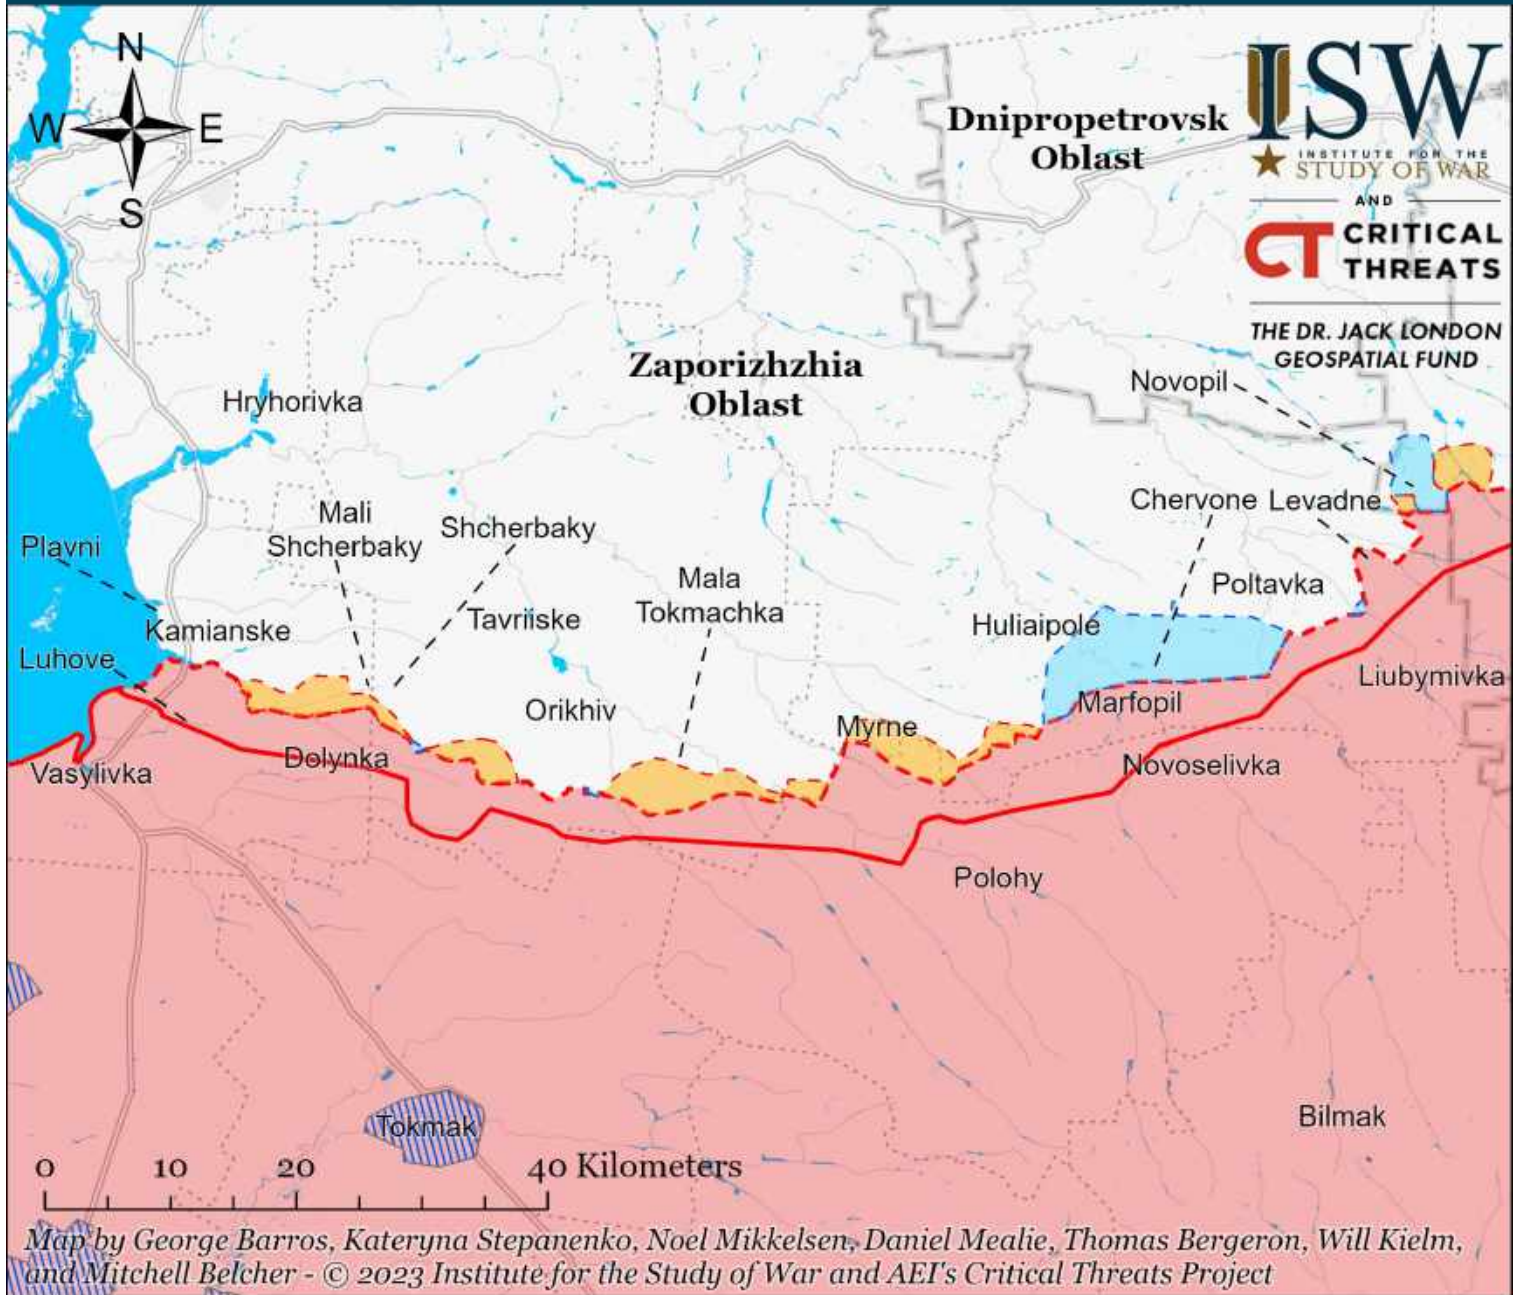 N
W
E
S
ISW
INSTITUTE FOR THE
STUDY OF WAR
AND
CT CRITICAL
THREATS
THE DR. JACK LONDON
GEOSPATIAL FUND
Dnipropetrovsk
Oblast
Zaporizhzhia
Oblast
Novopil
Hryhorivka
Chervone
Levadne
Mali
Shcherbaky
Shcherbaky
Plavni
Mala
Tokmachka
Poltavka
Tavriiske
Kamianske
Huliaipole
Luhove
Liubymivka
Orikhiv
Marfopil
Myrne
Dolynka
Vasylivka
Novoselivka
Polohy
Bilmak
Tokmak
0 10 20 40 Kilometers
Map by George Barros, Kateryna Stepanenko, Noel Mikkelsen, Daniel Mealie, Thomas Bergeron, Will Kielm,
and Mitchell Belcher - © 2023 Institute for the Study of War and AEI's Critical Threats Project